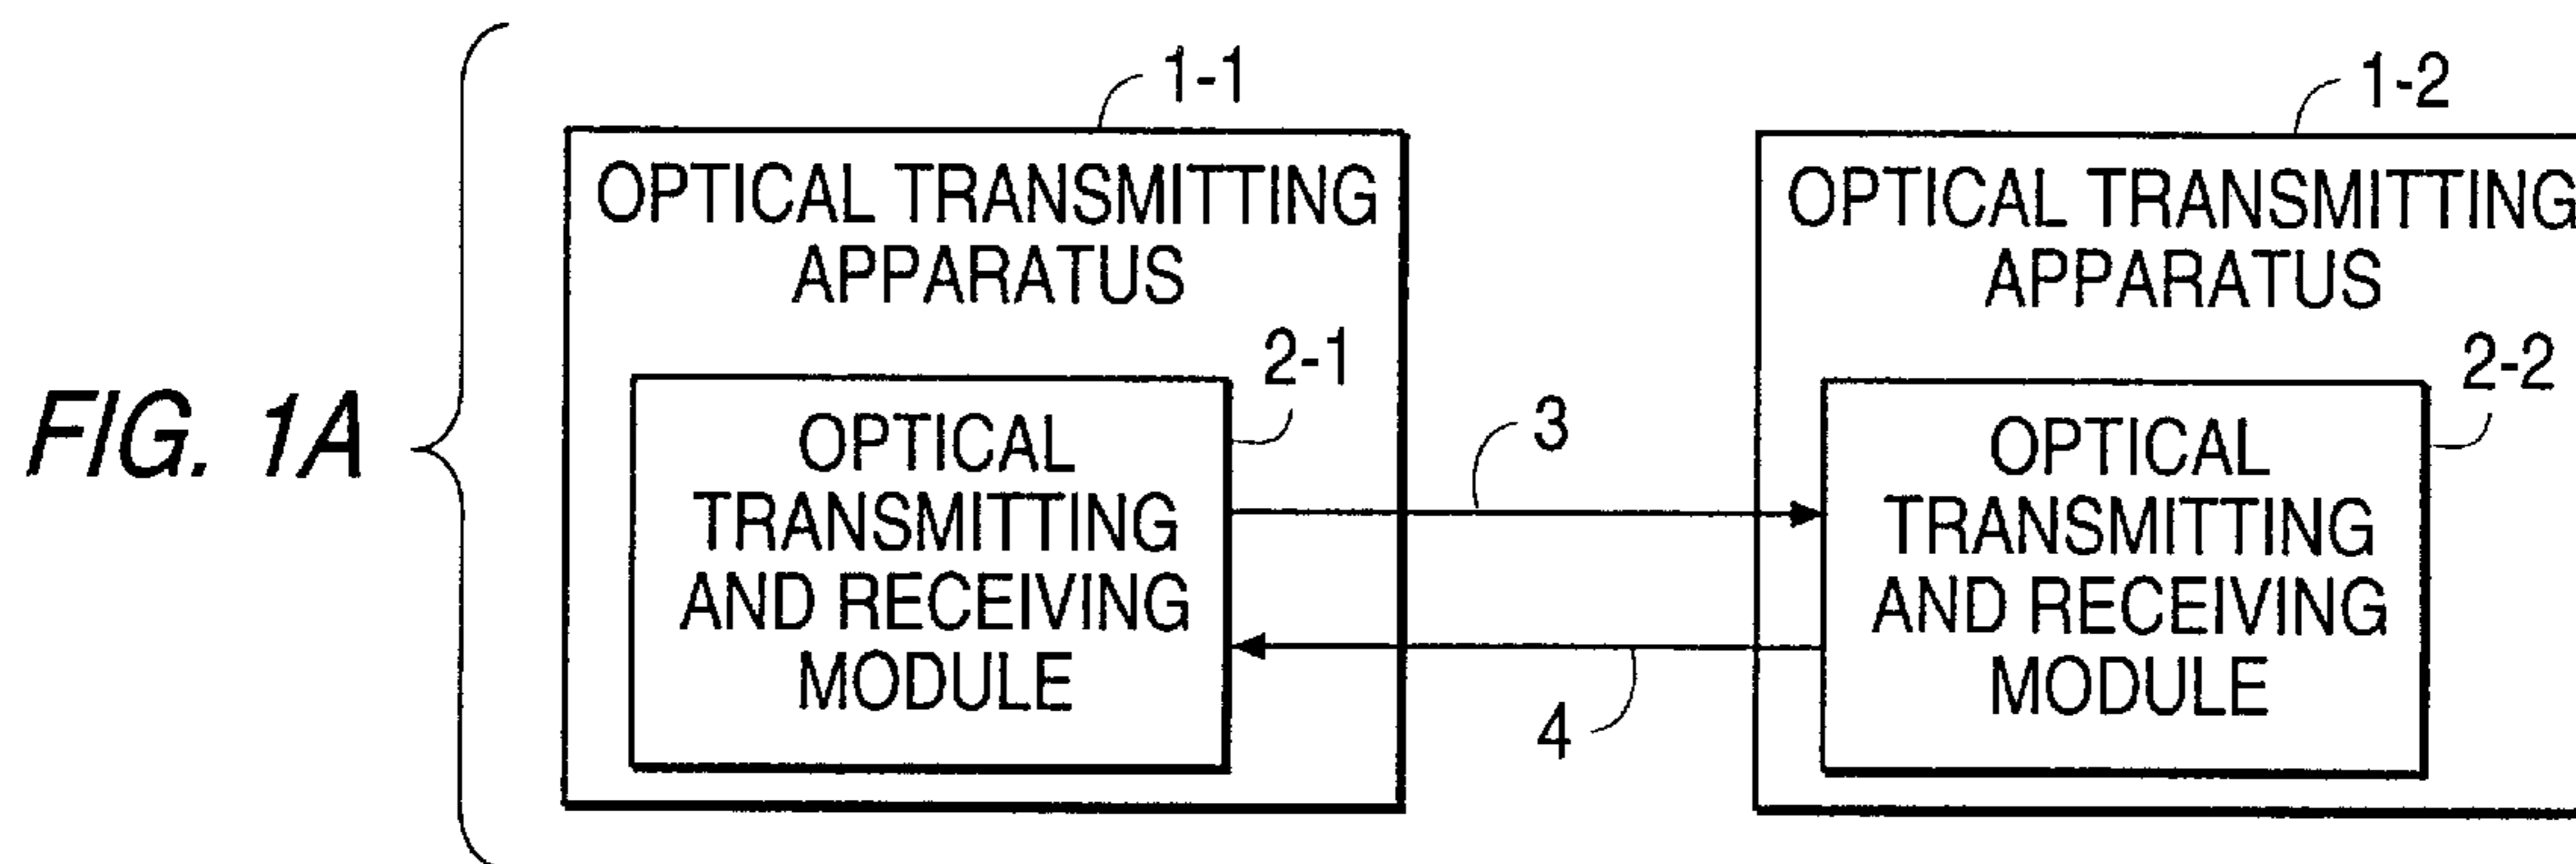 FIG. 1A
1-1
OPTICAL TRANSMITTING
APPARATUS
2-1
OPTICAL
TRANSMITTING
AND RECEIVING
MODULE
3
4
1-2
OPTICAL TRANSMITTING
APPARATUS
2-2
OPTICAL
TRANSMITTING
AND RECEIVING
MODULE